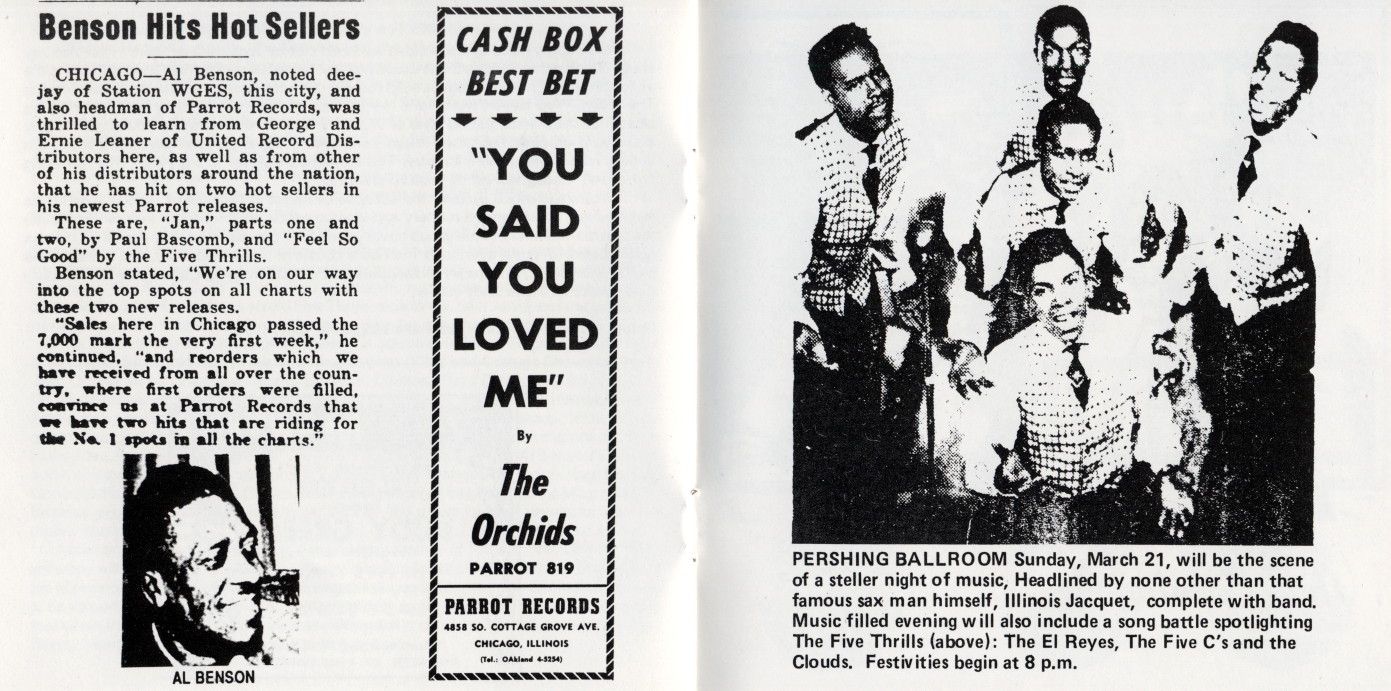 Benson Hits Hot Sellers
CHICAGO—Al Benson, noted dee-
jay of Station WGES, this city, and
also headman of Parrot Records, was
thrilled to learn from George and
Ernie Leaner of United Record Dis-
tributors here, as well as from other
of his distributors around the nation,
that he has hit on two hot sellers in
his newest Parrot releases.
These are, "Jan," parts one and
two, by Paul Bascomb, and "Feel So
Good" by the Five Thrills.
Benson stated, "We're on our way
into the top spots on all charts with
these two new releases.
"Sales here in Chicago passed the
7,000 mark the very first week," he
continued, "and reorders which we
have received from all over the coun-
try, where first orders were filled,
convince us at Parrot Records that
we have two hits that are riding for
the No. 1 spots in all the charts."
AL BENSON
CASH BOX
BEST BET
"YOU
SAID
YOU
LOVED
ME"
By
The
Orchids
PARROT 819
PARROT RECORDS
4858 SO. COTTAGE GROVE AVE.
CHICAGO, ILLINOIS
(Tel.: OAkland 4-5254)
PERSHING BALLROOM Sunday, March 21, will be the scene
of a steller night of music, Headlined by none other than that
famous sax man himself, Illinois Jacquet, complete with band.
Music filled evening will also include a song battle spotlighting
The Five Thrills (above): The El Reyes, The Five C's and the
Clouds. Festivities begin at 8 p.m.